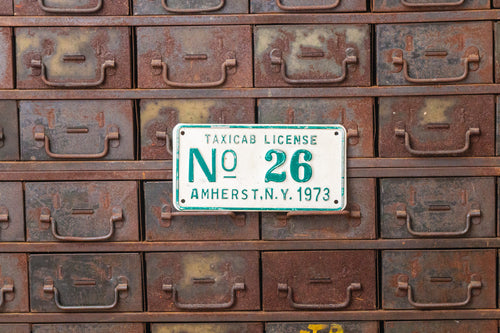 TAXICAB LICENSE
No 26
AMHERST, N.Y. 1973